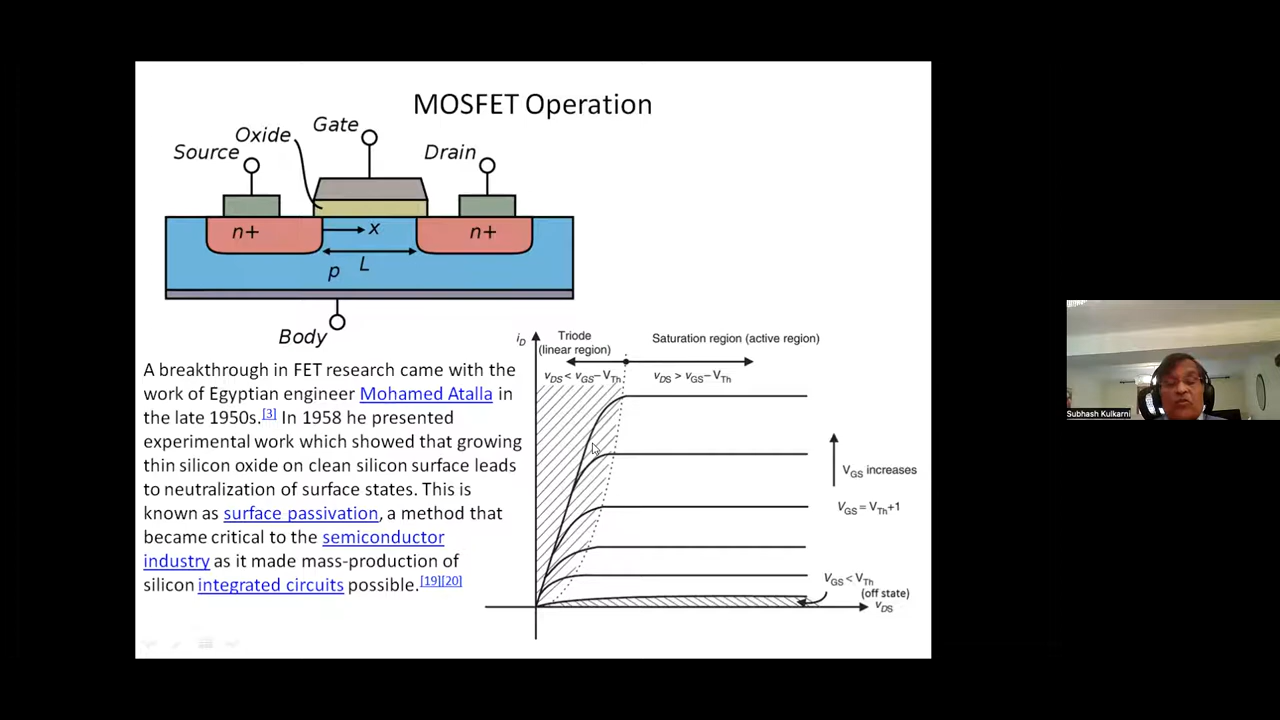 MOSFET Operation
Gate
Oxide
Source
Drain
n+
x
n+
p
L
Body
A breakthrough in FET research came with the
work of Egyptian engineer Mohamed Atalla in
the late 1950s.[3] In 1958 he presented
experimental work which showed that growing
thin silicon oxide on clean silicon surface leads
to neutralization of surface states. This is
known as surface passivation, a method that
became critical to the semiconductor
industry as it made mass-production of
silicon integrated circuits possible.[19][20]
iD
Triode
(linear region)
Saturation region (active region)
vDS < vGS – VTh
vDS > vGS – VTh
VGS increases
VGS = VTh+1
VGS < VTh
(off state)
vDS
Subhash Kulkarni